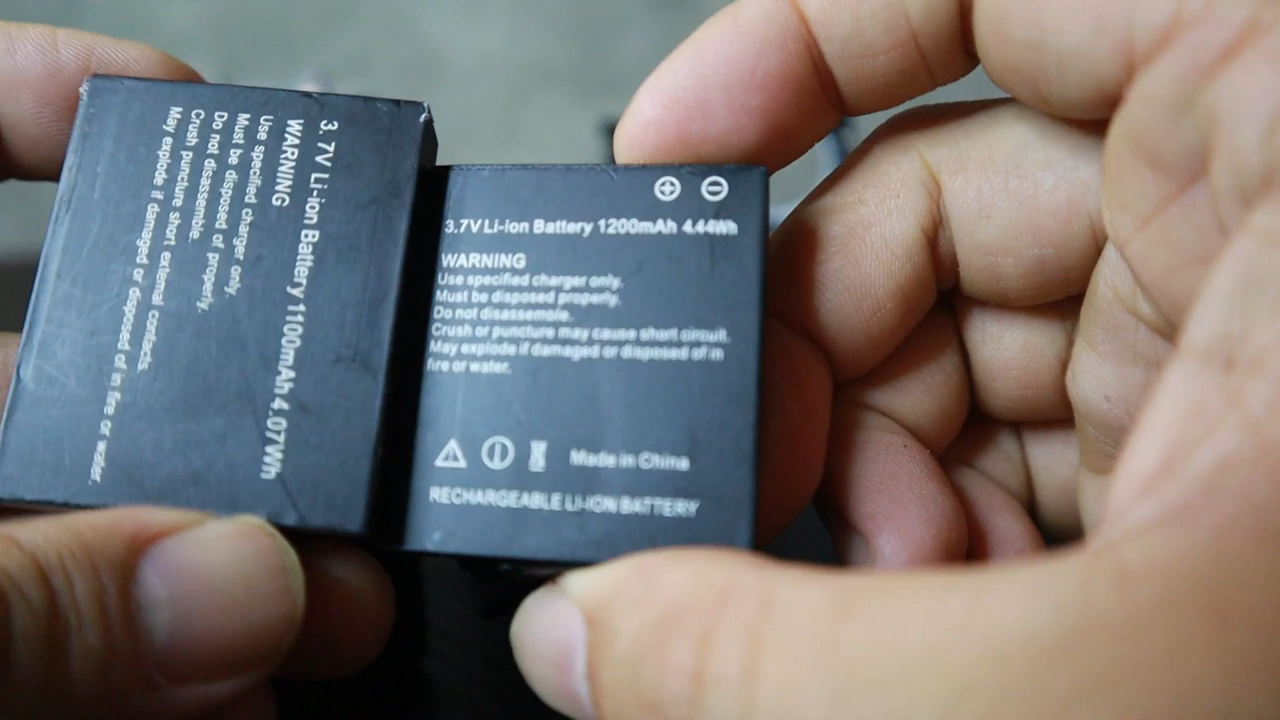 3.7V Li-ion Battery 1100mAh 4.07Wh
WARNING
Use specified charger only.
Must be disposed of properly,
Do not disassemble.
Crush puncture short external contacts.
May explode if damaged or disposed of in fire or water.
3.7V Li-ion Battery 1200mAh 4.44Wh
WARNING
Use specified charger only.
Must be disposed properly,
Do not disassemble.
Crush or puncture may cause short circuit.
May explode if damaged or disposed of in
fire or water.
Made in China
RECHARGEABLE LI-ION BATTERY